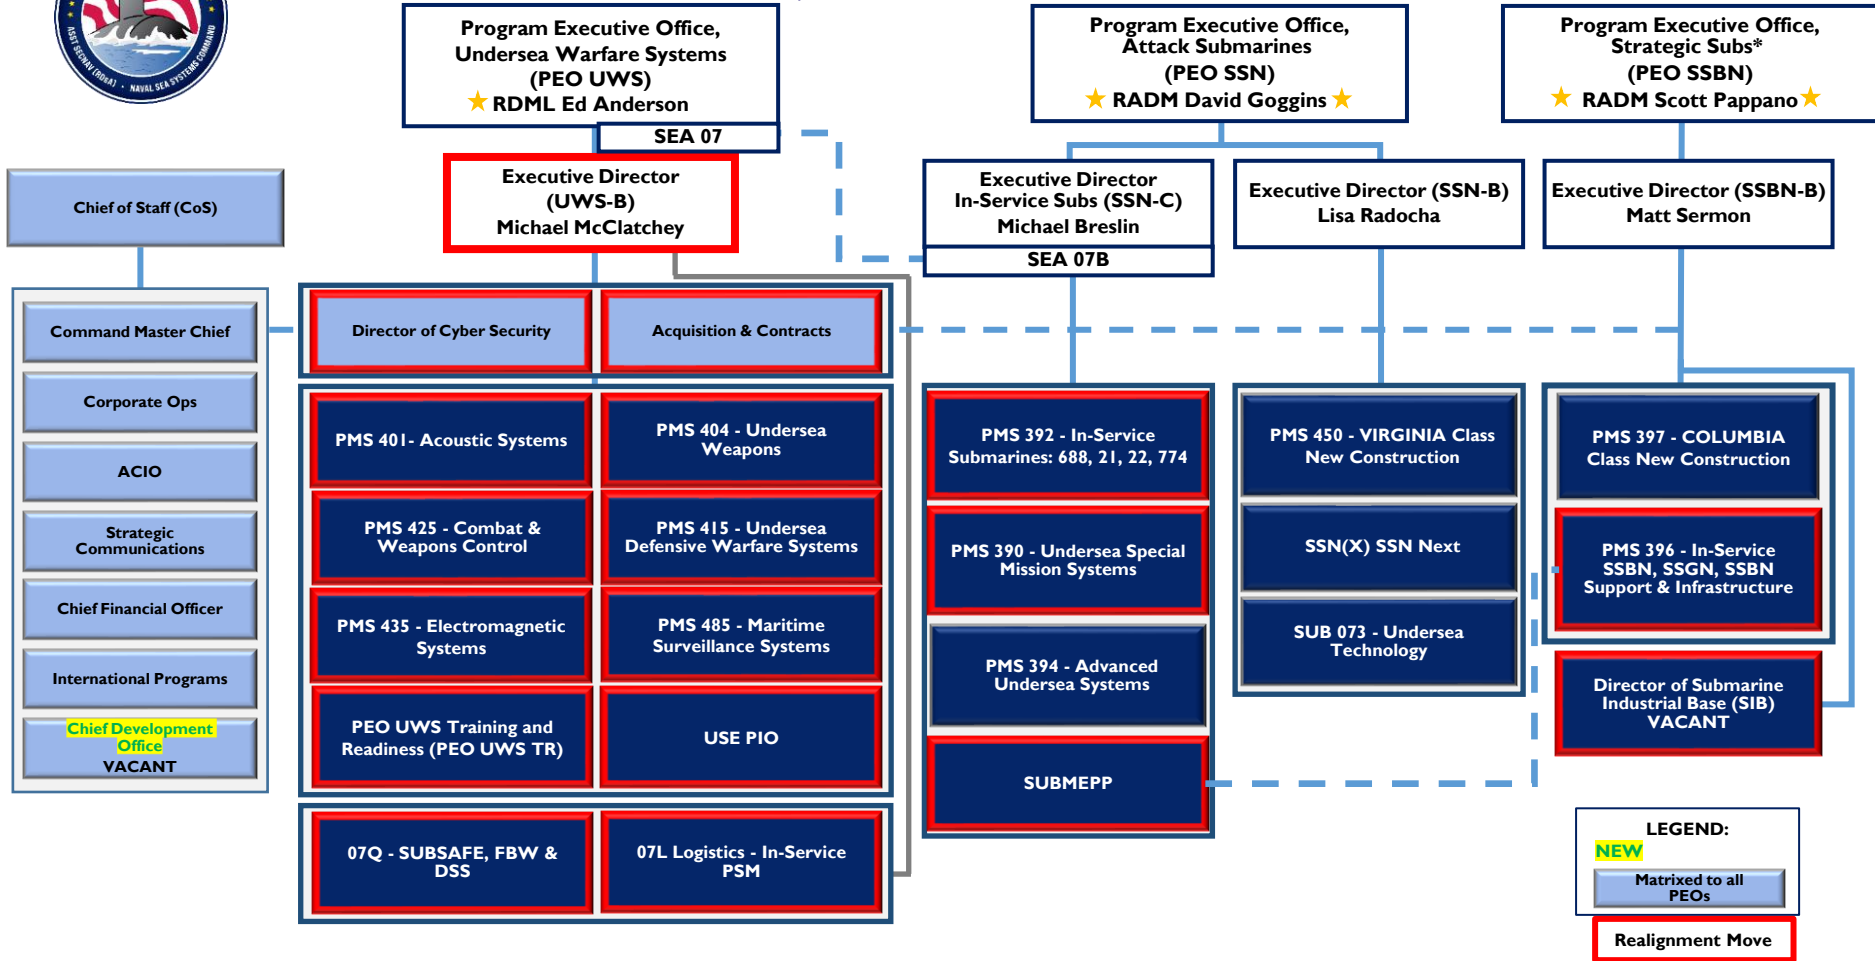 ASST SECNAV (RD&A) • NAVAL SEA SYSTEMS COMMAND
Program Executive Office,
Undersea Warfare Systems
(PEO UWS)
RDML Ed Anderson
SEA 07
Program Executive Office,
Attack Submarines
(PEO SSN)
RADM David Goggins
Program Executive Office,
Strategic Subs*
(PEO SSBN)
RADM Scott Pappano
Executive Director
(UWS-B)
Michael McClatchey
Executive Director
In-Service Subs (SSN-C)
Michael Breslin
SEA 07B
Executive Director (SSN-B)
Lisa Radocha
Executive Director (SSBN-B)
Matt Sermon
Chief of Staff (CoS)
Command Master Chief
Corporate Ops
ACIO
Strategic
Communications
Chief Financial Officer
International Programs
Chief Development
Office
VACANT
Director of Cyber Security
Acquisition & Contracts
PMS 401- Acoustic Systems
PMS 404 - Undersea
Weapons
PMS 425 - Combat &
Weapons Control
PMS 415 - Undersea
Defensive Warfare Systems
PMS 435 - Electromagnetic
Systems
PMS 485 - Maritime
Surveillance Systems
PEO UWS Training and
Readiness (PEO UWS TR)
USE PIO
07Q - SUBSAFE, FBW &
DSS
07L Logistics - In-Service
PSM
PMS 392 - In-Service
Submarines: 688, 21, 22, 774
PMS 390 - Undersea Special
Mission Systems
PMS 394 - Advanced
Undersea Systems
SUBMEPP
PMS 450 - VIRGINIA Class
New Construction
SSN(X) SSN Next
SUB 073 - Undersea
Technology
PMS 397 - COLUMBIA
Class New Construction
PMS 396 - In-Service
SSBN, SSGN, SSBN
Support & Infrastructure
Director of Submarine
Industrial Base (SIB)
VACANT
LEGEND:
NEW
Matrixed to all
PEOs
Realignment Move